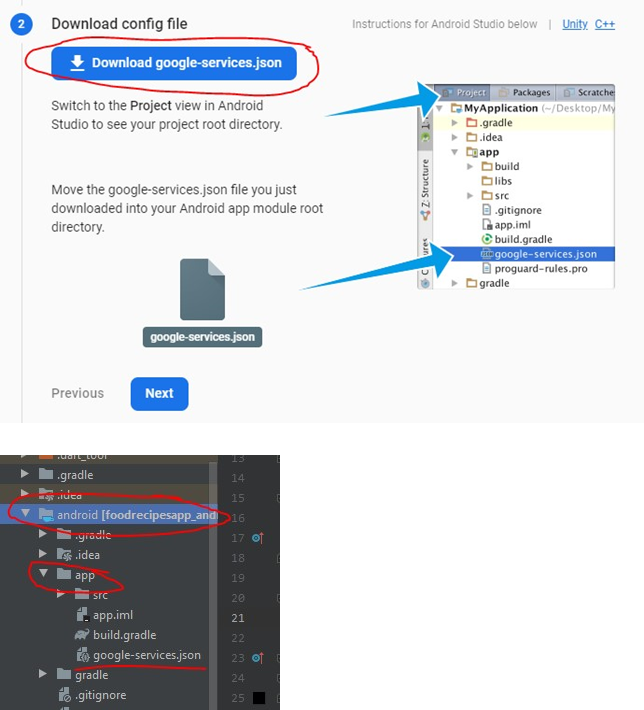 2 Download config file
Instructions for Android Studio below | Unity C++
Download google-services.json
Switch to the Project view in Android
Studio to see your project root directory.
Move the google-services.json file you just
downloaded into your Android app module root
directory.
google-services.json
Previous Next
Project Packages Scratche
MyApplication (~/Desktop/My
.gradle
.idea
app
build
libs
src
.gitignore
app.iml
build.gradle
google-services.json
proguard-rules.pro
gradle
1:
Z: Structure
.dart_tool
.gradle
.idea
android [foodrecipesapp_and
.gradle
.idea
app
src
app.iml
build.gradle
google-services.json
gradle
.gitignore
13
14
15
16
17
18
19
20
21
22
23
24
25